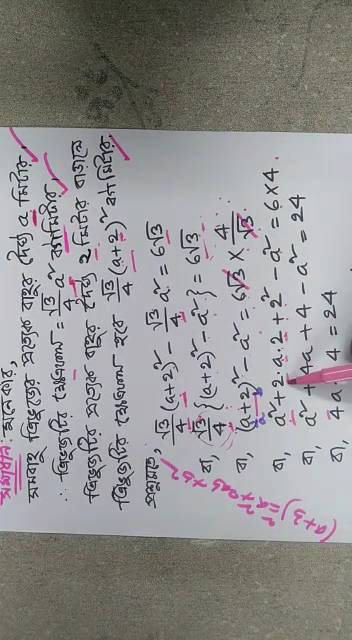 সমাধান: মনেকরি,
সমবাহু ত্রিভুজের প্রত্যেক বাহুর দৈর্ঘ্য a মিটার,
∴ ত্রিভুজটির ক্ষেত্রফল = √3/4 a² বর্গমিটার,
ত্রিভুজটির প্রত্যেক বাহুর দৈর্ঘ্য 2 মিটার বাড়ালে
ত্রিভুজটির ক্ষেত্রফল হবে √3/4 (a+2)² বর্গমিটার,
প্রশ্নমতে, √3/4 (a+2)² - √3/4 a² = 6√3
বা, √3/4 {(a+2)² - a²} = 6√3
বা, (a+2)² - a² = 6√3 × 4/√3
বা, a² + 2.a.2 + 2² - a² = 6×4.
বা, a² + 4a + 4 - a² = 24
বা, 4a + 4 = 24
(a+b)² = a² + 2ab + b²